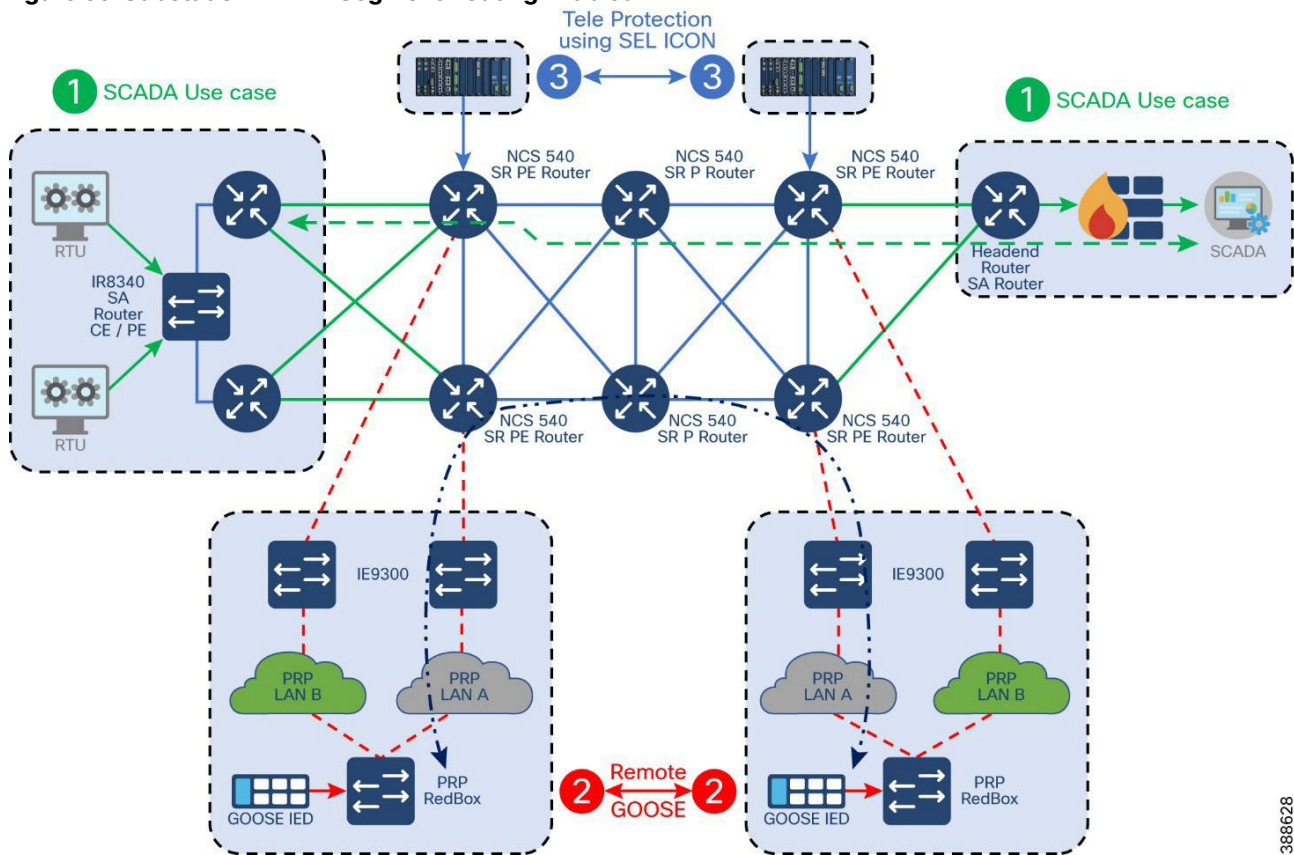 Tele Protection
using SEL ICON
3
3
1
SCADA Use case
1
SCADA Use case
NCS 540
SR PE Router
NCS 540
SR P Router
NCS 540
SR PE Router
RTU
IR8340
SA
Router
CE / PE
RTU
Headend
Router
SA Router
SCADA
NCS 540
SR PE Router
NCS 540
SR P Router
NCS 540
SR PE Router
IE9300
IE9300
PRP
LAN B
PRP
LAN A
PRP
LAN A
PRP
LAN B
GOOSE IED
PRP
RedBox
2
Remote
GOOSE
2
GOOSE IED
PRP
RedBox
388628